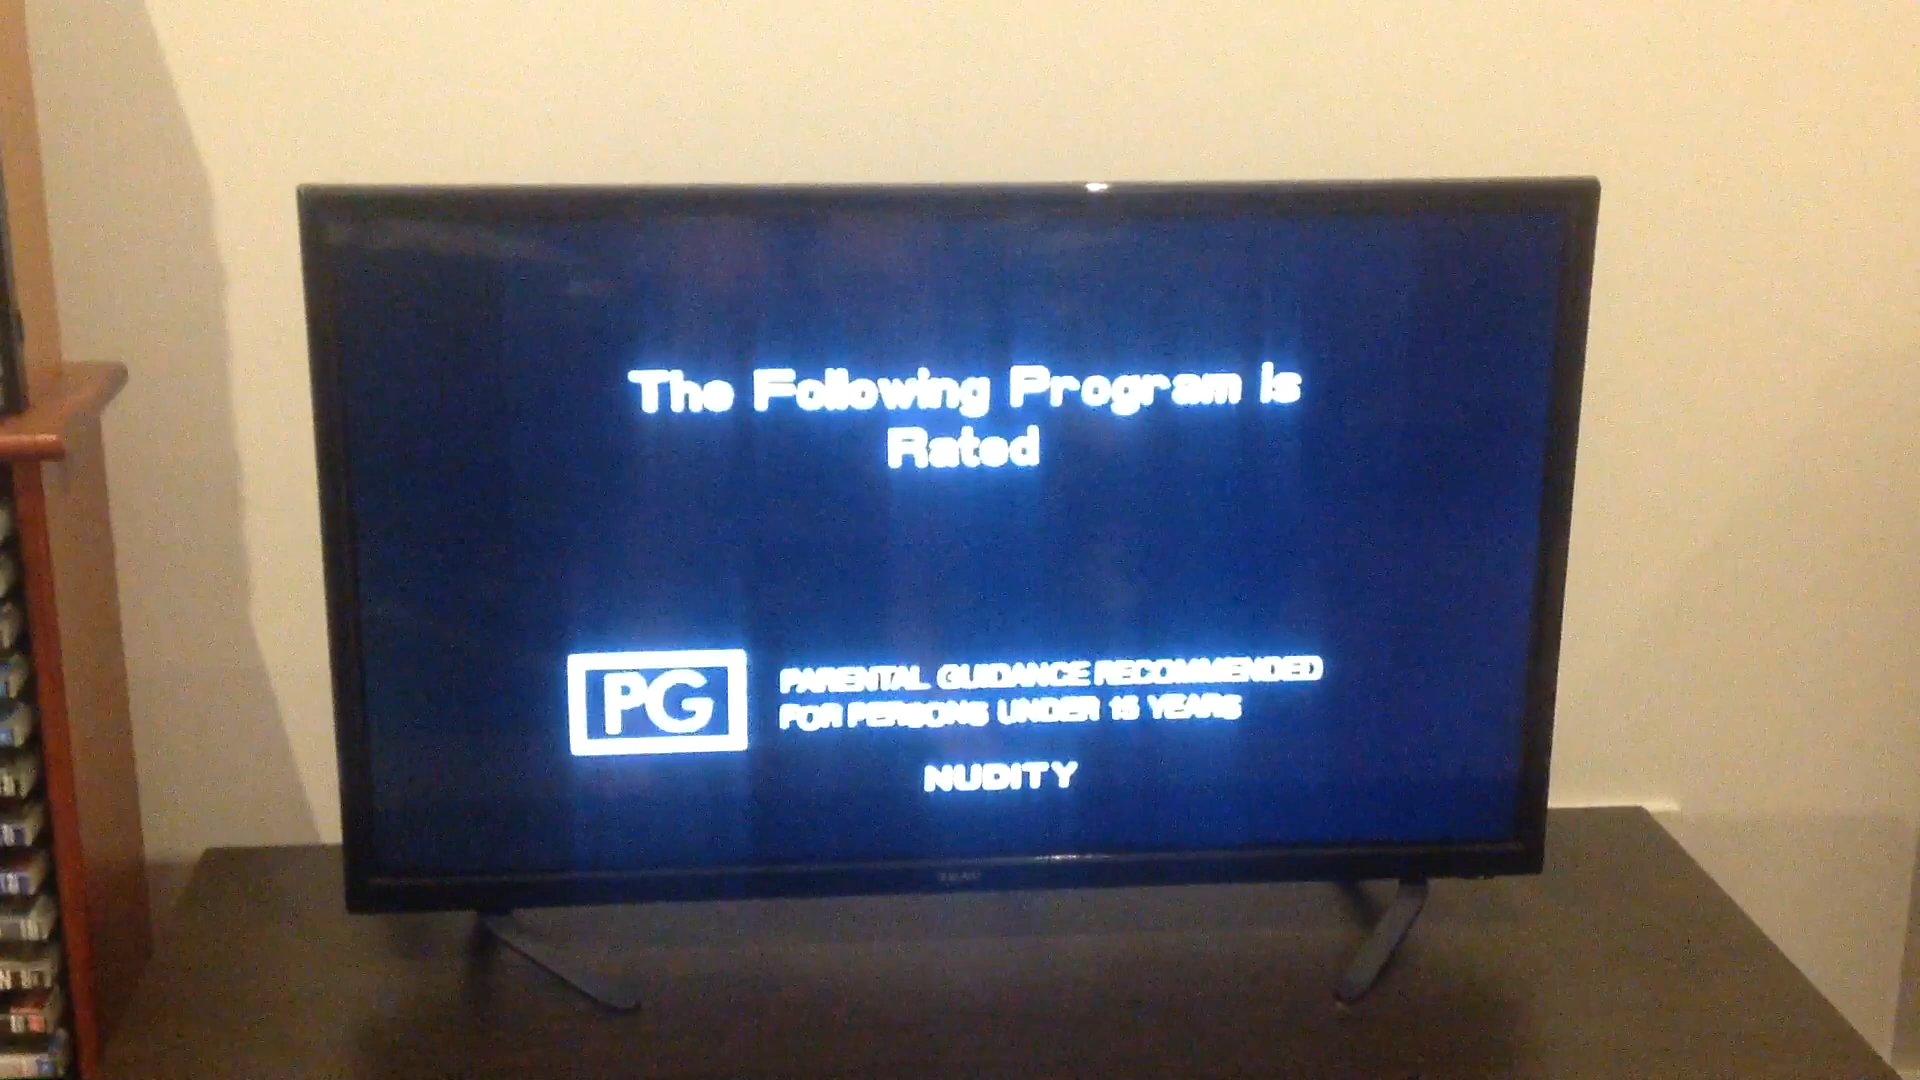 The Following Program is
Rated
PG
PARENTAL GUIDANCE RECOMMENDED
FOR PERSONS UNDER 15 YEARS
NUDITY